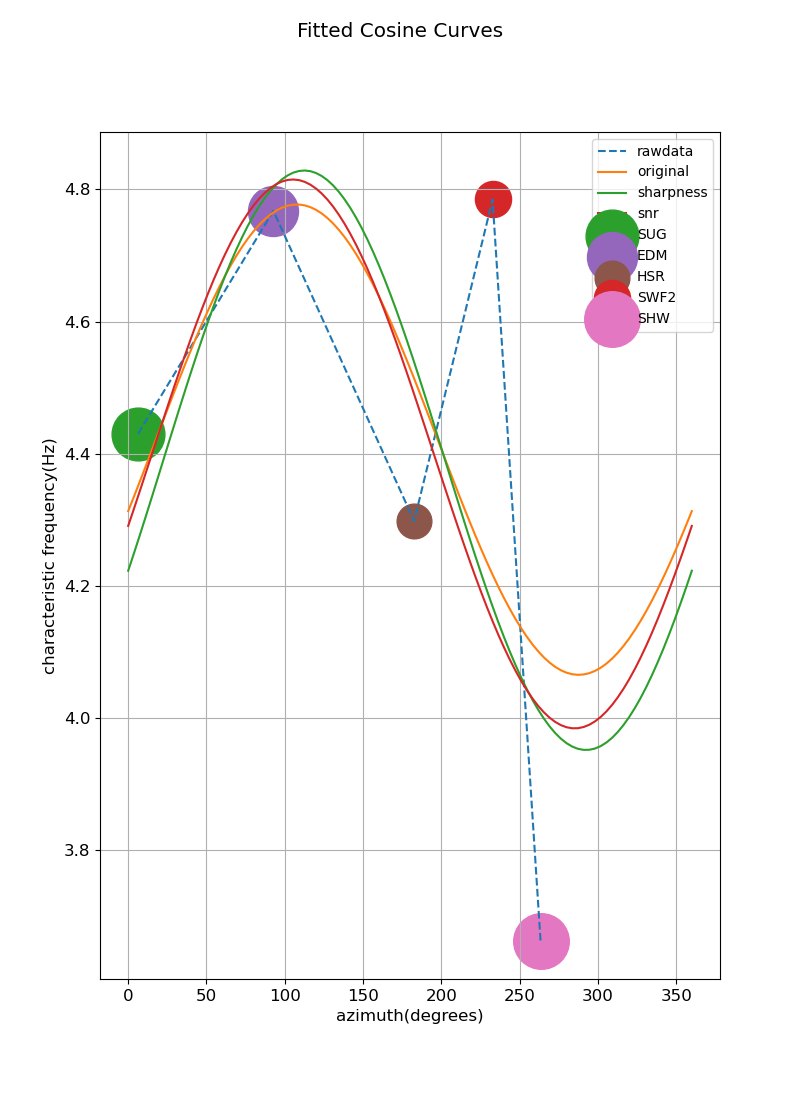 Fitted Cosine Curves
rawdata
original
sharpness
snr
SUG
EDM
HSR
SWF2
SHW
4.8
4.6
4.4
4.2
4.0
3.8
characteristic frequency(Hz)
0 50 100 150 200 250 300 350
azimuth(degrees)